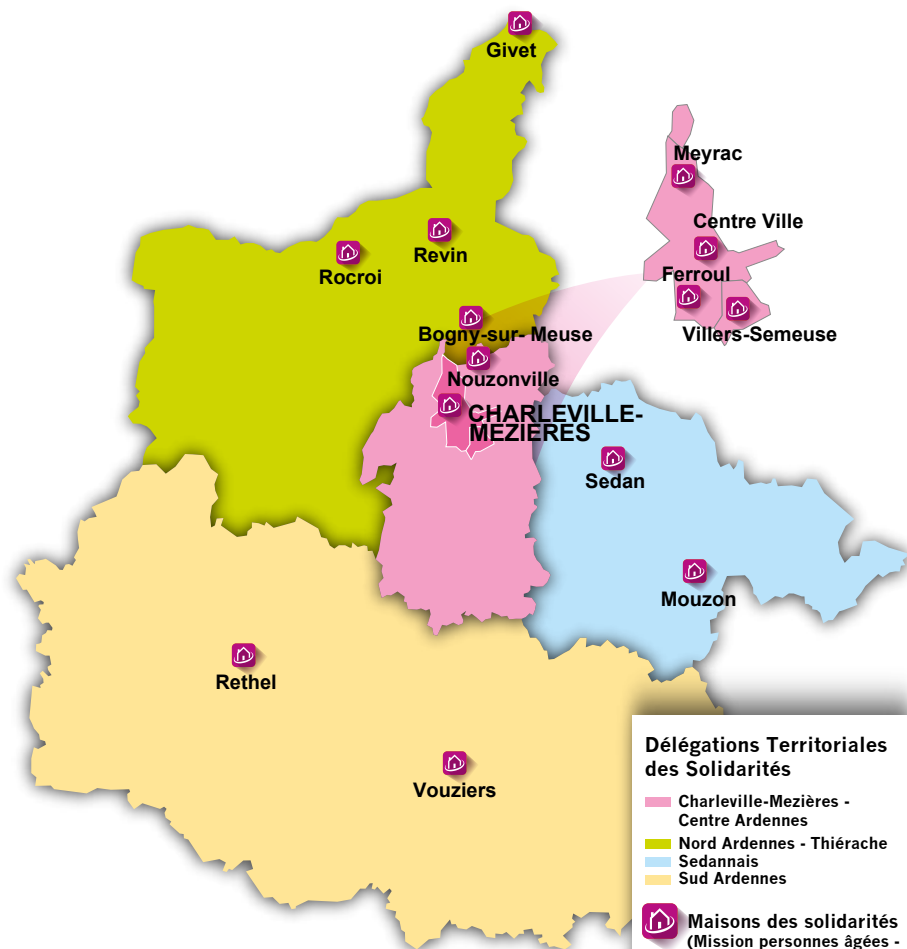 Givet
Meyrac
Centre Ville
Revin
Rocroi
Ferroul
Bogny-sur- Meuse
Villers-Semeuse
Nouzonville
CHARLEVILLE-
MEZIERES
Sedan
Mouzon
Rethel
Vouziers
Délégations Territoriales
des Solidarités
Charleville-Mezières -
Centre Ardennes
Nord Ardennes - Thiérache
Sedannais
Sud Ardennes
Maisons des solidarités
(Mission personnes âgées -